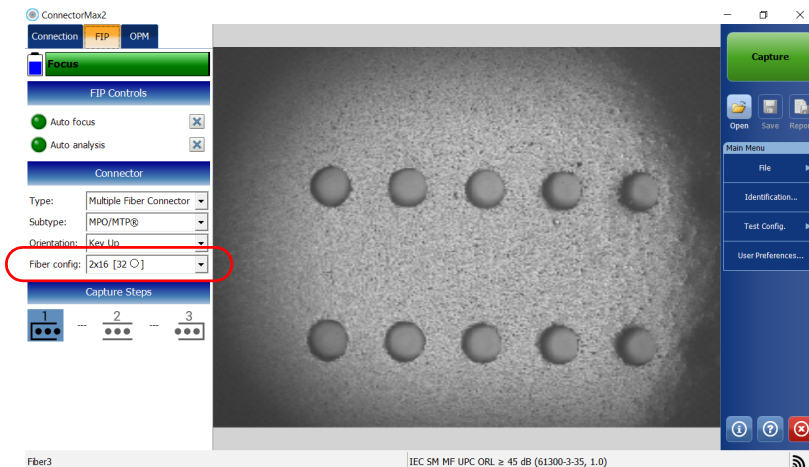 ConnectorMax2
Connection FIP OPM
Focus
FIP Controls
Auto focus
Auto analysis
Connector
Type: Multiple Fiber Connector
Subtype: MPO/MTP®
Orientation: Key Up
Fiber config: 2x16 [32 ○]
Capture Steps
1 --- 2 --- 3
Fiber3
IEC SM MF UPC ORL ≥ 45 dB (61300-3-35, 1.0)
Capture
Open Save Repor
Main Menu
File
Identification...
Test Config.
User Preferences...